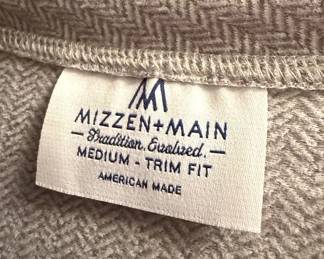 MIZZEN+MAIN
Tradition. Evolved.
MEDIUM - TRIM FIT
AMERICAN MADE